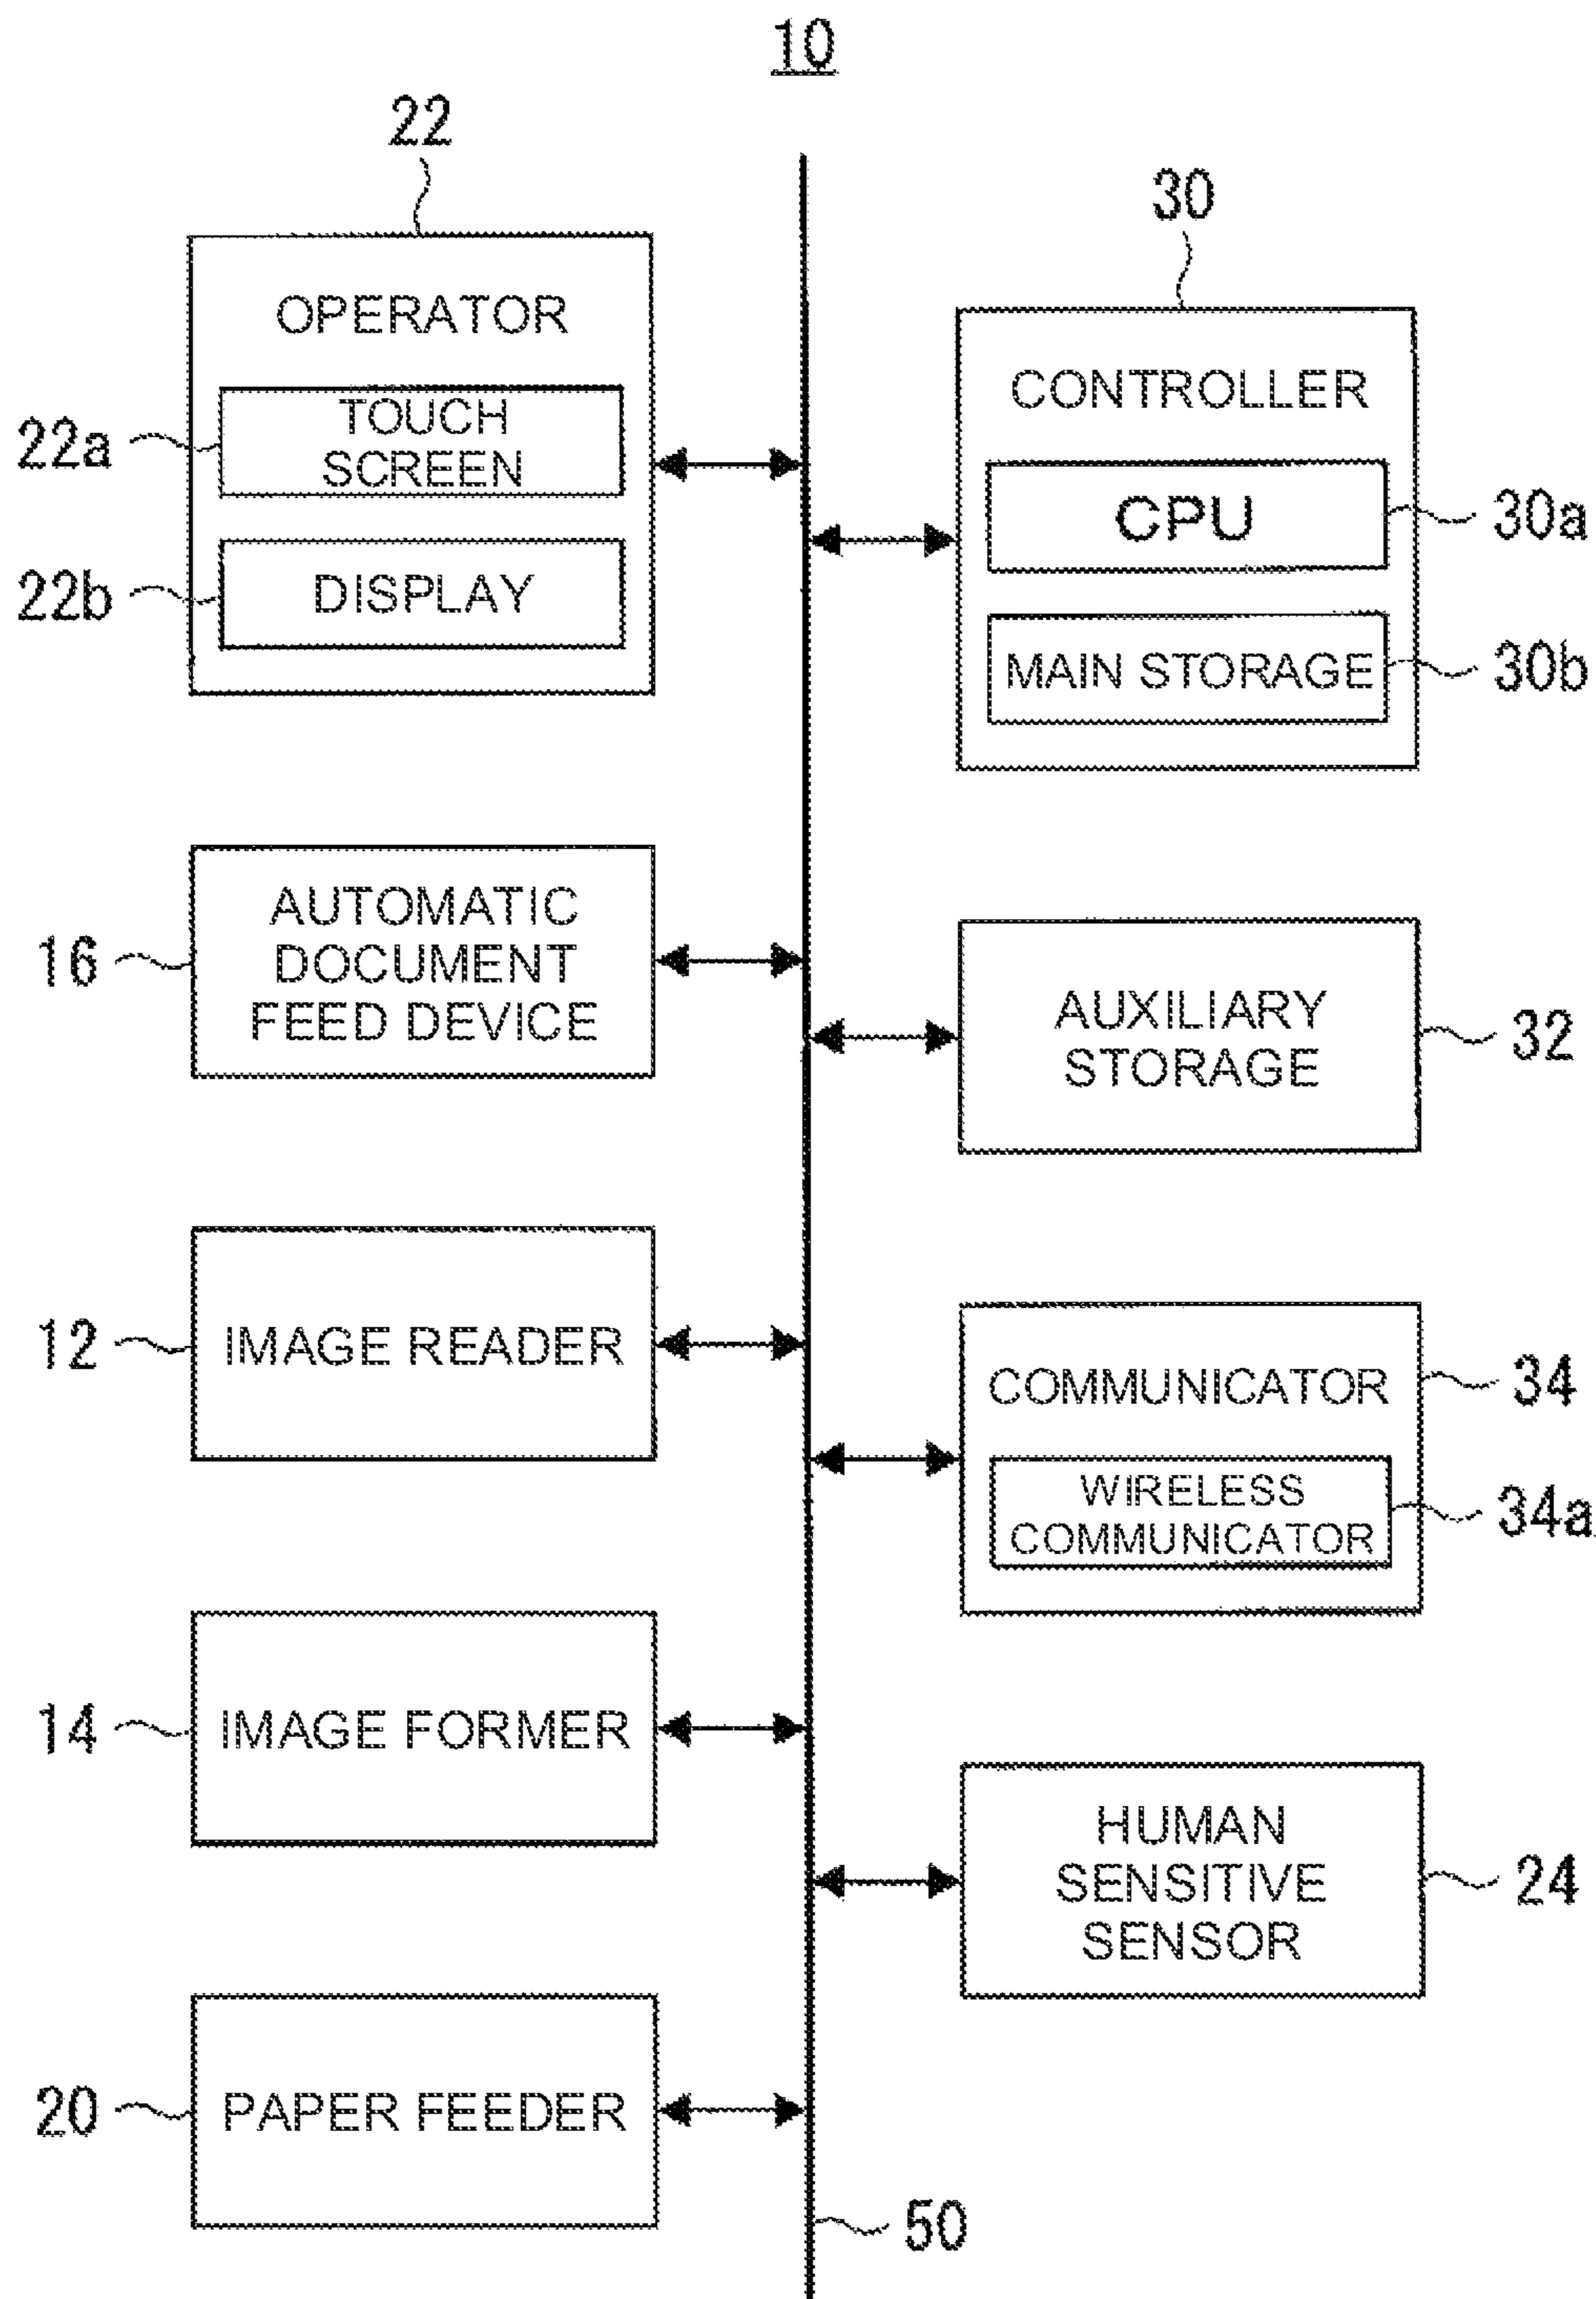 10
22
OPERATOR
22a
TOUCH
SCREEN
22b
DISPLAY
30
CONTROLLER
CPU
30a
MAIN STORAGE
30b
16
AUTOMATIC
DOCUMENT
FEED DEVICE
AUXILIARY
STORAGE
32
12
IMAGE READER
COMMUNICATOR
34
WIRELESS
COMMUNICATOR
34a
14
IMAGE FORMER
HUMAN
SENSITIVE
SENSOR
24
20
PAPER FEEDER
50